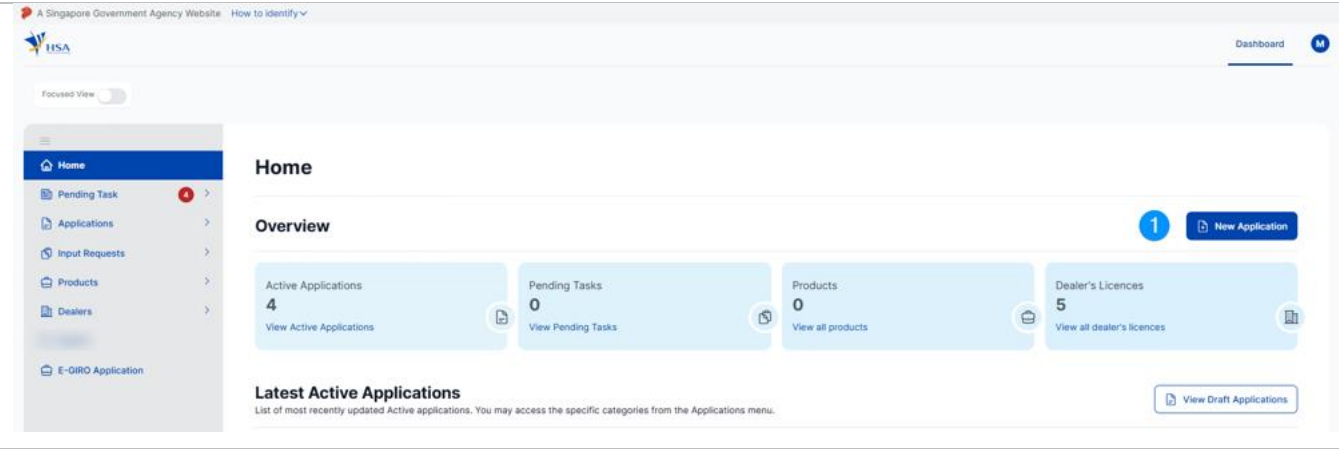 A Singapore Government Agency Website How to identify
HSA
Dashboard M
Focused View
Home
Pending Task 4
Applications
Input Requests
Products
Dealers
E-GIRO Application
Home
Overview
1 New Application
Active Applications
4
View Active Applications
Pending Tasks
0
View Pending Tasks
Products
0
View all products
Dealer's Licences
5
View all dealer's licences
Latest Active Applications
List of most recently updated Active applications. You may access the specific categories from the Applications menu.
View Draft Applications